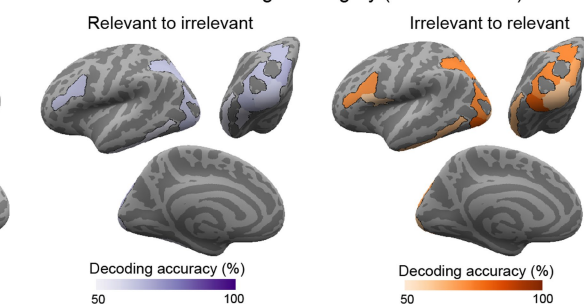 Relevant to irrelevant
Irrelevant to relevant
Decoding accuracy (%)
50 100
Decoding accuracy (%)
50 100